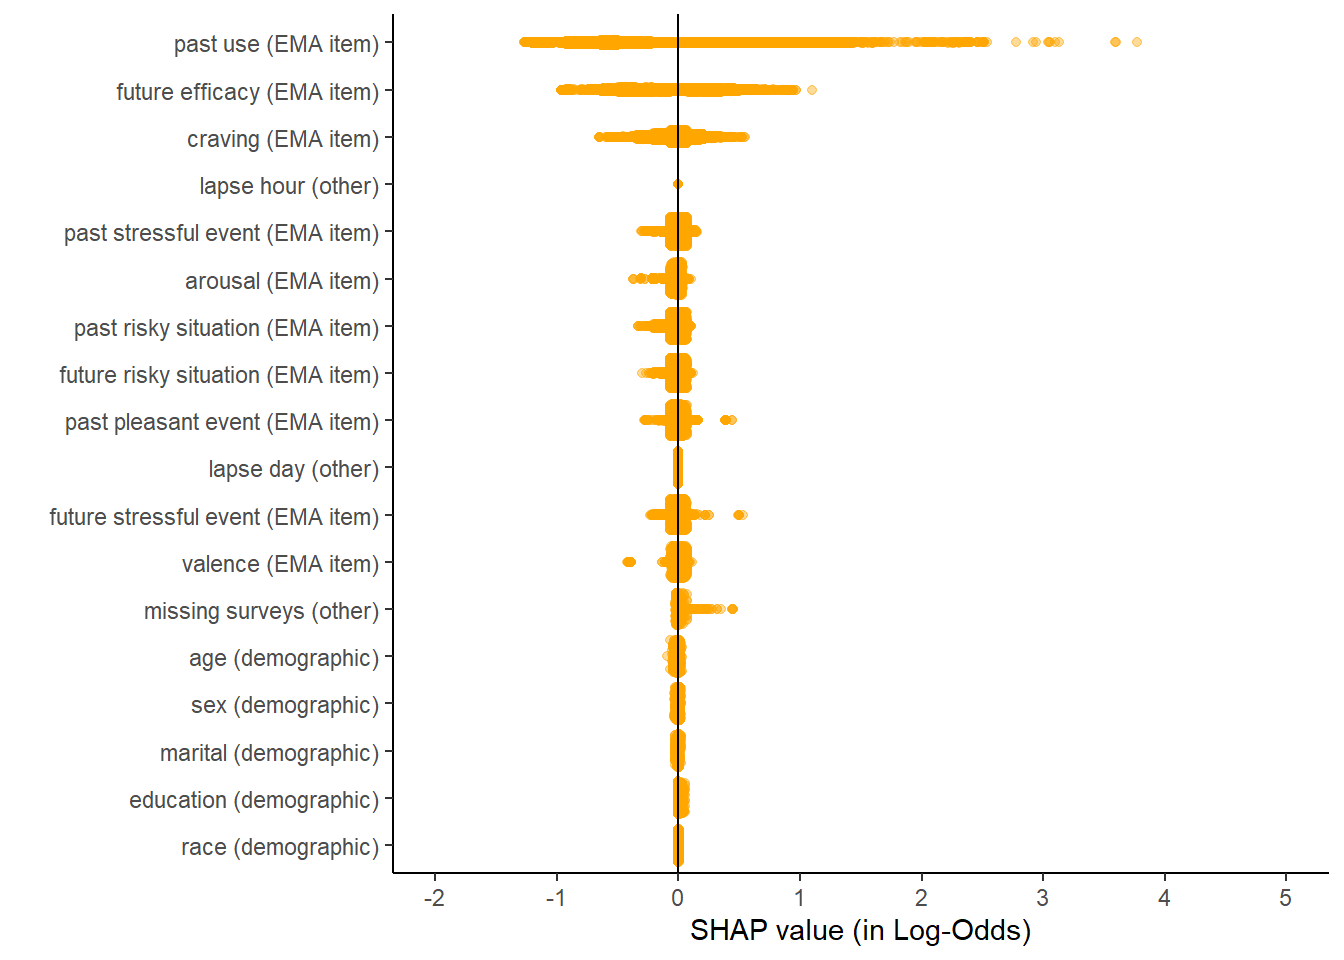 past use (EMA item)
future efficacy (EMA item)
craving (EMA item)
lapse hour (other)
past stressful event (EMA item)
arousal (EMA item)
past risky situation (EMA item)
future risky situation (EMA item)
past pleasant event (EMA item)
lapse day (other)
future stressful event (EMA item)
valence (EMA item)
missing surveys (other)
age (demographic)
sex (demographic)
marital (demographic)
education (demographic)
race (demographic)
-2 -1 0 1 2 3 4 5
SHAP value (in Log-Odds)